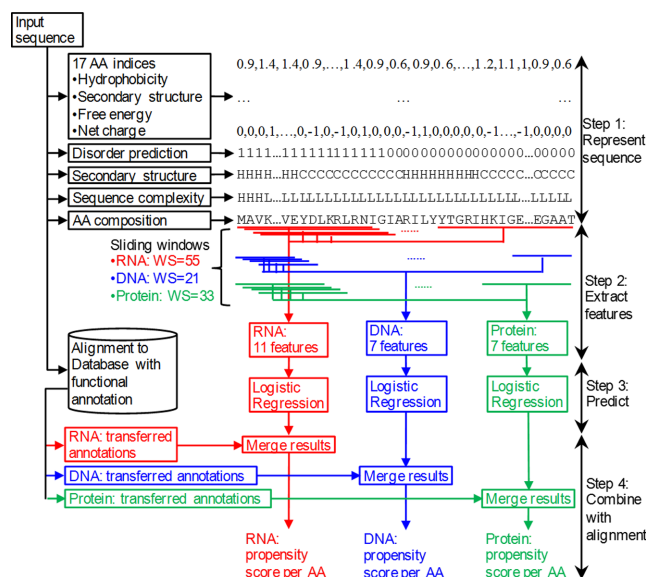 Input
sequence
17 AA indices
•Hydrophobicity
•Secondary structure
•Free energy
•Net charge
0.9,1.4,1.4,0.9,...,1.4,0.9,0.6,0.9,0.6,...,1.2,1.1,1,0.9,0.6
... ... ...
0,0,0,1,...,0,-1,0,-1,0,1,0,0,0,-1,1,0,0,0,0,0,-1,...,-1,0,0,0,0
Step 1:
Represent
sequence
Disorder prediction
1111...1111111111110000000000000000000...000000
Secondary structure
HHHH...HHCCCCCCCCCCCCCHHHHHHHHHCCCCC...CCCCC
Sequence complexity
HHHL...LLLLLLLLLLLLLLLLLLLLLLLLLLLLLL...LLLLL
AA composition
MAVK...VEYDLKRLRNIGIARILYYTGRIHKIGE...EGAAT
Sliding windows
•RNA: WS=55
•DNA: WS=21
•Protein: WS=33
Step 2:
Extract
features
RNA:
11 features
DNA:
7 features
Protein:
7 features
Alignment to
Database with
functional
annotation
Logistic
Regression
Logistic
Regression
Logistic
Regression
Step 3:
Predict
RNA: transferred
annotations
Merge results
DNA: transferred annotations
Merge results
Protein: transferred annotations
Merge results
Step 4:
Combine
with
alignment
RNA:
propensity
score per AA
DNA:
propensity
score per AA
Protein:
propensity
score per AA